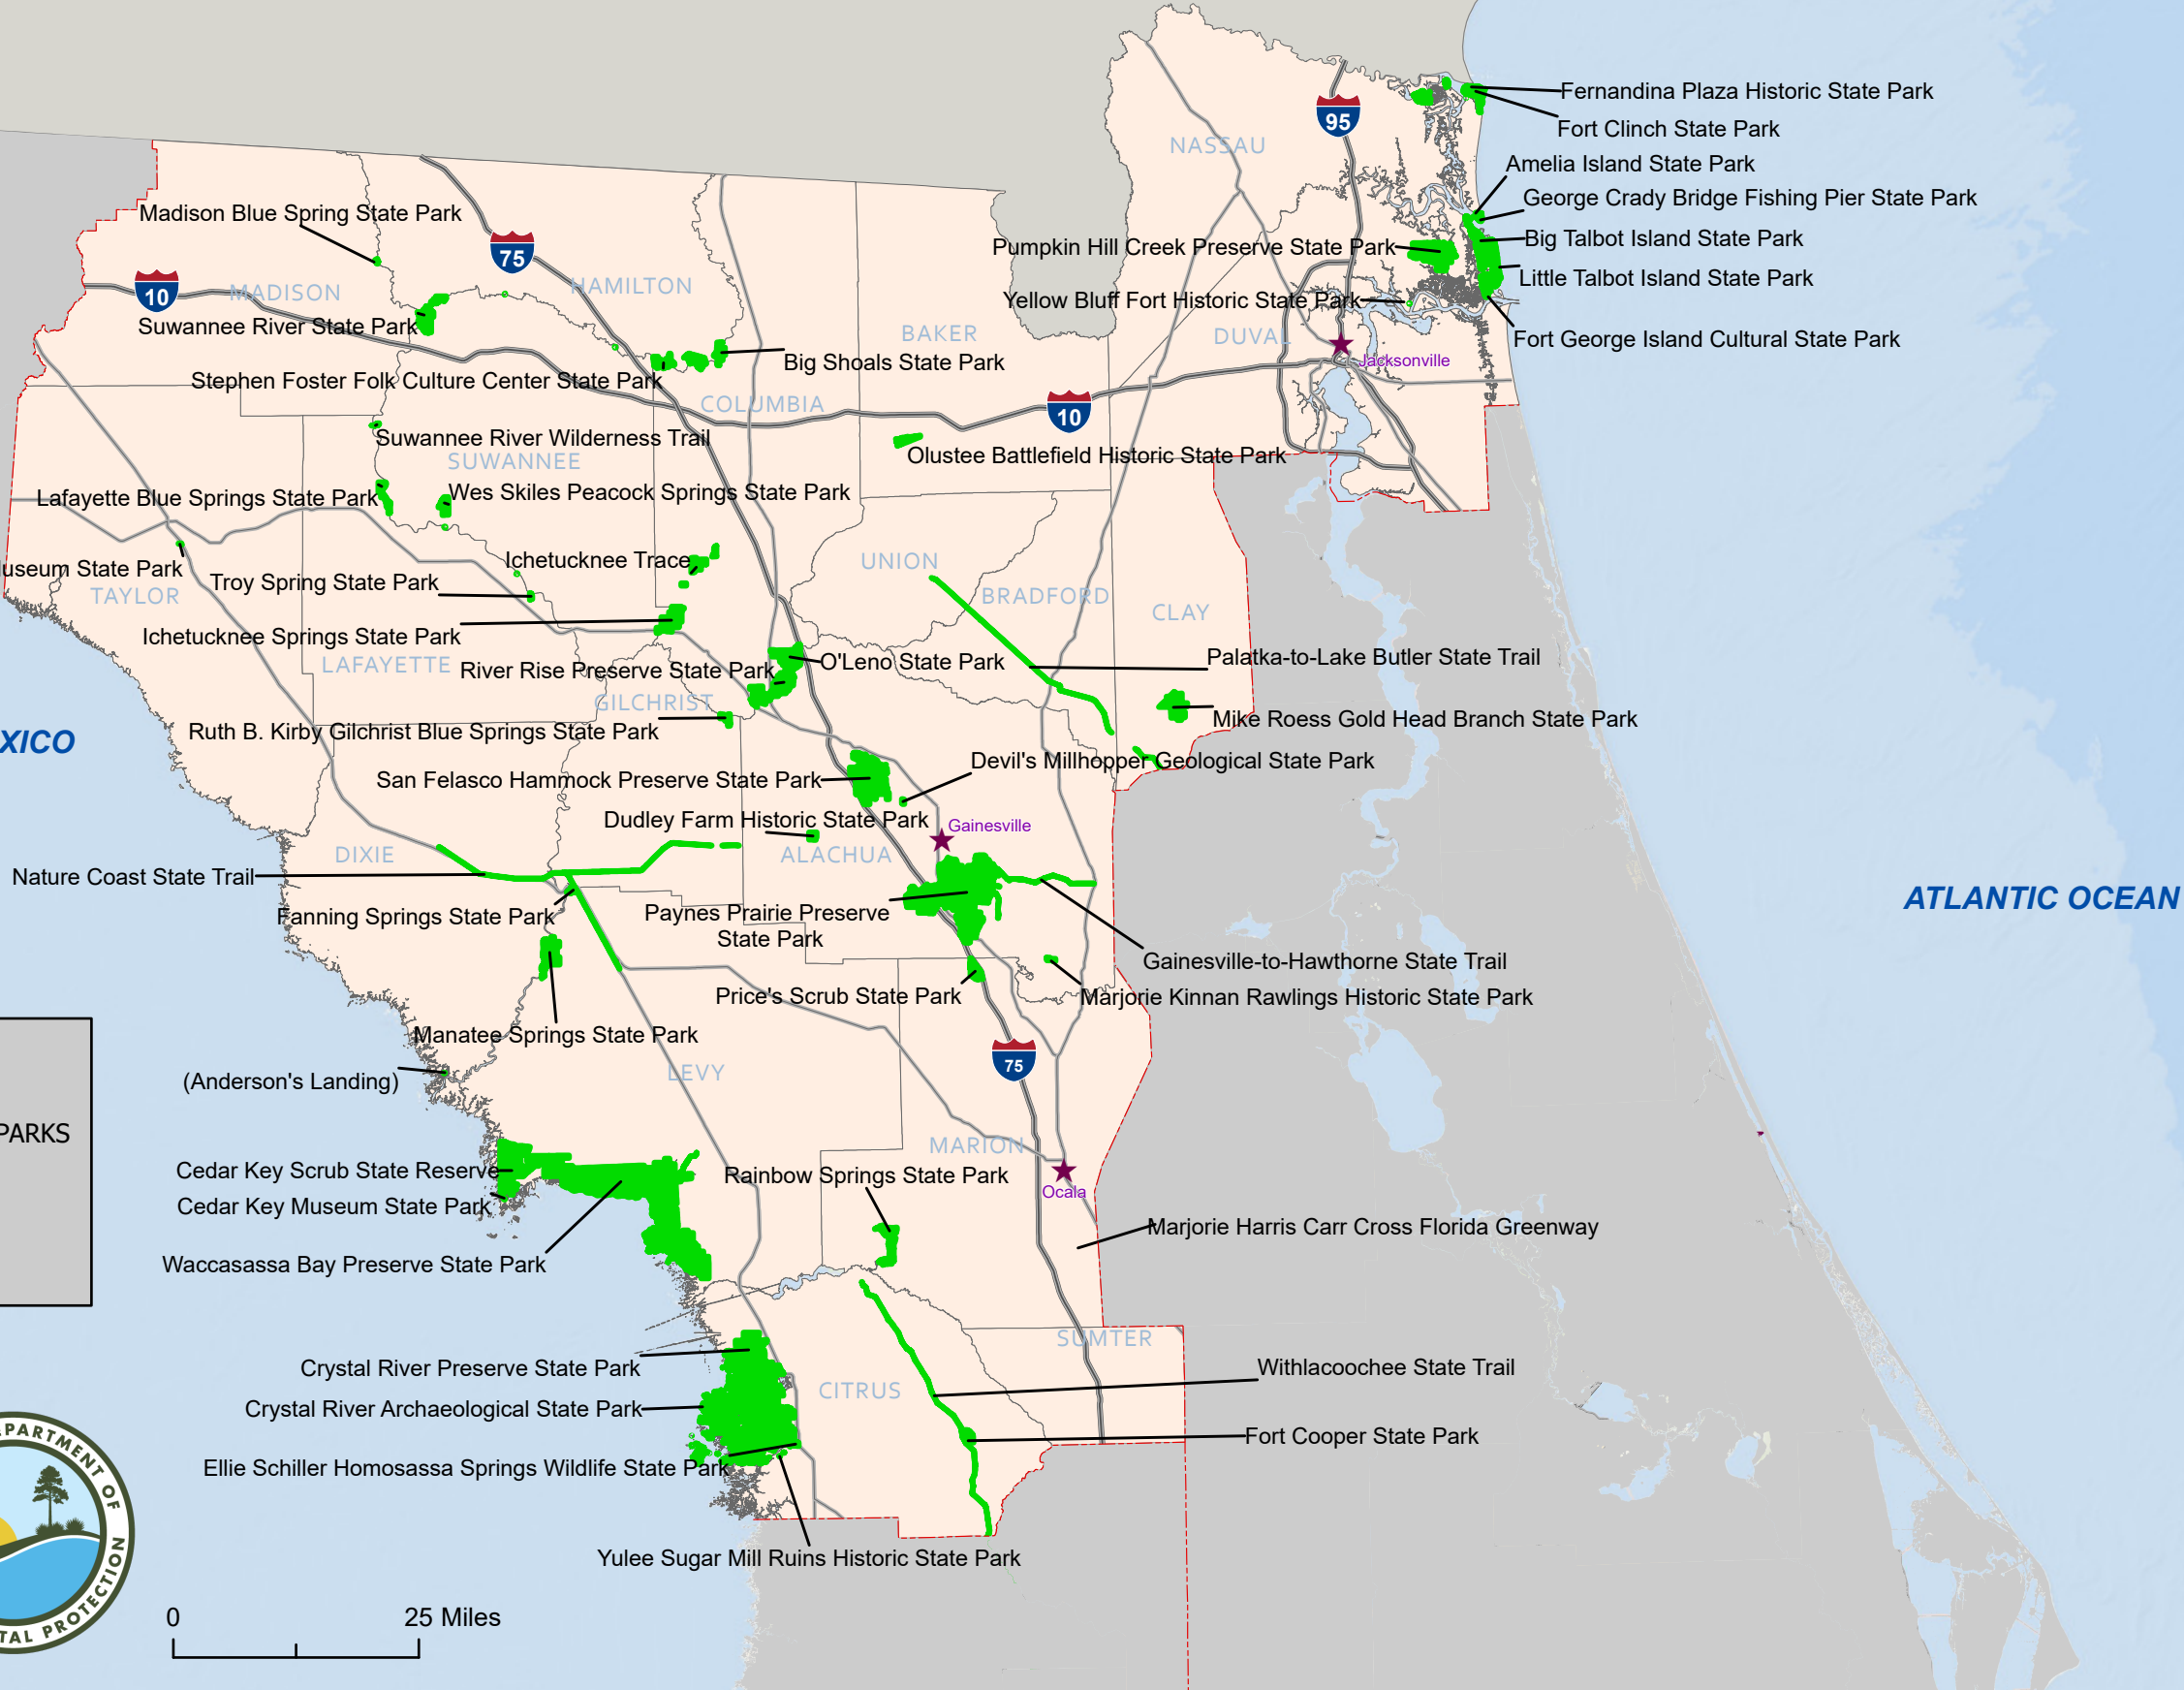 Fernandina Plaza Historic State Park
95
Fort Clinch State Park
NASSAU
Amelia Island State Park
George Crady Bridge Fishing Pier State Park
Madison Blue Spring State Park
Big Talbot Island State Park
Pumpkin Hill Creek Preserve State Park
75
Little Talbot Island State Park
HAMILTON
10
MADISON
Yellow Bluff Fort Historic State Park
Suwannee River State Park
BAKER
DUVAL
Fort George Island Cultural State Park
Jacksonville
Big Shoals State Park
Stephen Foster Folk Culture Center State Park
COLUMBIA
10
Suwannee River Wilderness Trail
Olustee Battlefield Historic State Park
SUWANNEE
Lafayette Blue Springs State Park
Wes Skiles Peacock Springs State Park
Ichetucknee Trace
UNION
useum State Park
Troy Spring State Park
TAYLOR
BRADFORD
CLAY
Ichetucknee Springs State Park
LAFAYETTE
O'Leno State Park
Palatka-to-Lake Butler State Trail
River Rise Preserve State Park
GILCHRIST
Mike Roess Gold Head Branch State Park
Ruth B. Kirby Gilchrist Blue Springs State Park
XICO
Devil's Millhopper Geological State Park
San Felasco Hammock Preserve State Park
Dudley Farm Historic State Park
Gainesville
DIXIE
ALACHUA
Nature Coast State Trail
ATLANTIC OCEAN
Fanning Springs State Park
Paynes Prairie Preserve
State Park
Gainesville-to-Hawthorne State Trail
Price's Scrub State Park
Marjorie Kinnan Rawlings Historic State Park
Manatee Springs State Park
75
LEVY
(Anderson's Landing)
PARKS
MARION
Cedar Key Scrub State Reserve
Rainbow Springs State Park
Ocala
Cedar Key Museum State Park
Marjorie Harris Carr Cross Florida Greenway
Waccasassa Bay Preserve State Park
SUMTER
Crystal River Preserve State Park
Withlacoochee State Trail
CITRUS
Crystal River Archaeological State Park
Fort Cooper State Park
Ellie Schiller Homosassa Springs Wildlife State Park
PARTMENT OF
TAL PROTECTION
Yulee Sugar Mill Ruins Historic State Park
0
25 Miles